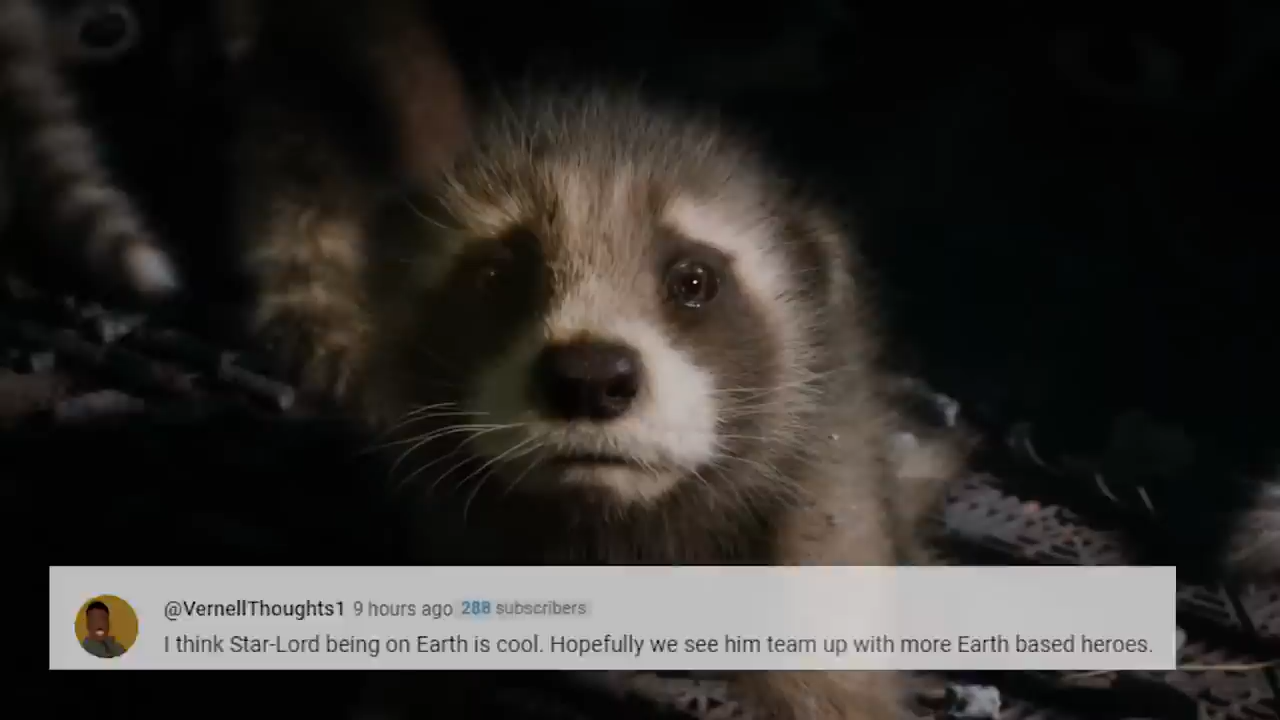 @VernellThoughts1 9 hours ago 288 subscribers
I think Star-Lord being on Earth is cool. Hopefully we see him team up with more Earth based heroes.